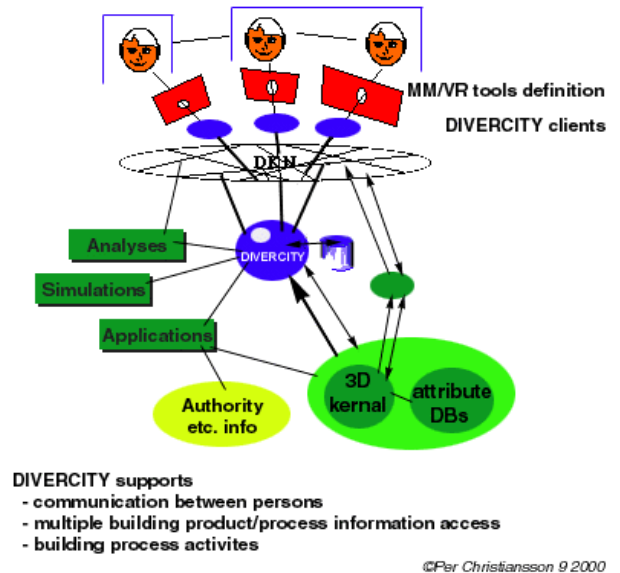 MM/VR tools definition
DIVERCITY clients
DKN
Analyses
DIVERCITY
Simulations
Applications
3D
kernal
attribute
DBs
Authority
etc. info
DIVERCITY supports
- communication between persons
- multiple building product/process information access
- building process activites
©Per Christiansson 9 2000